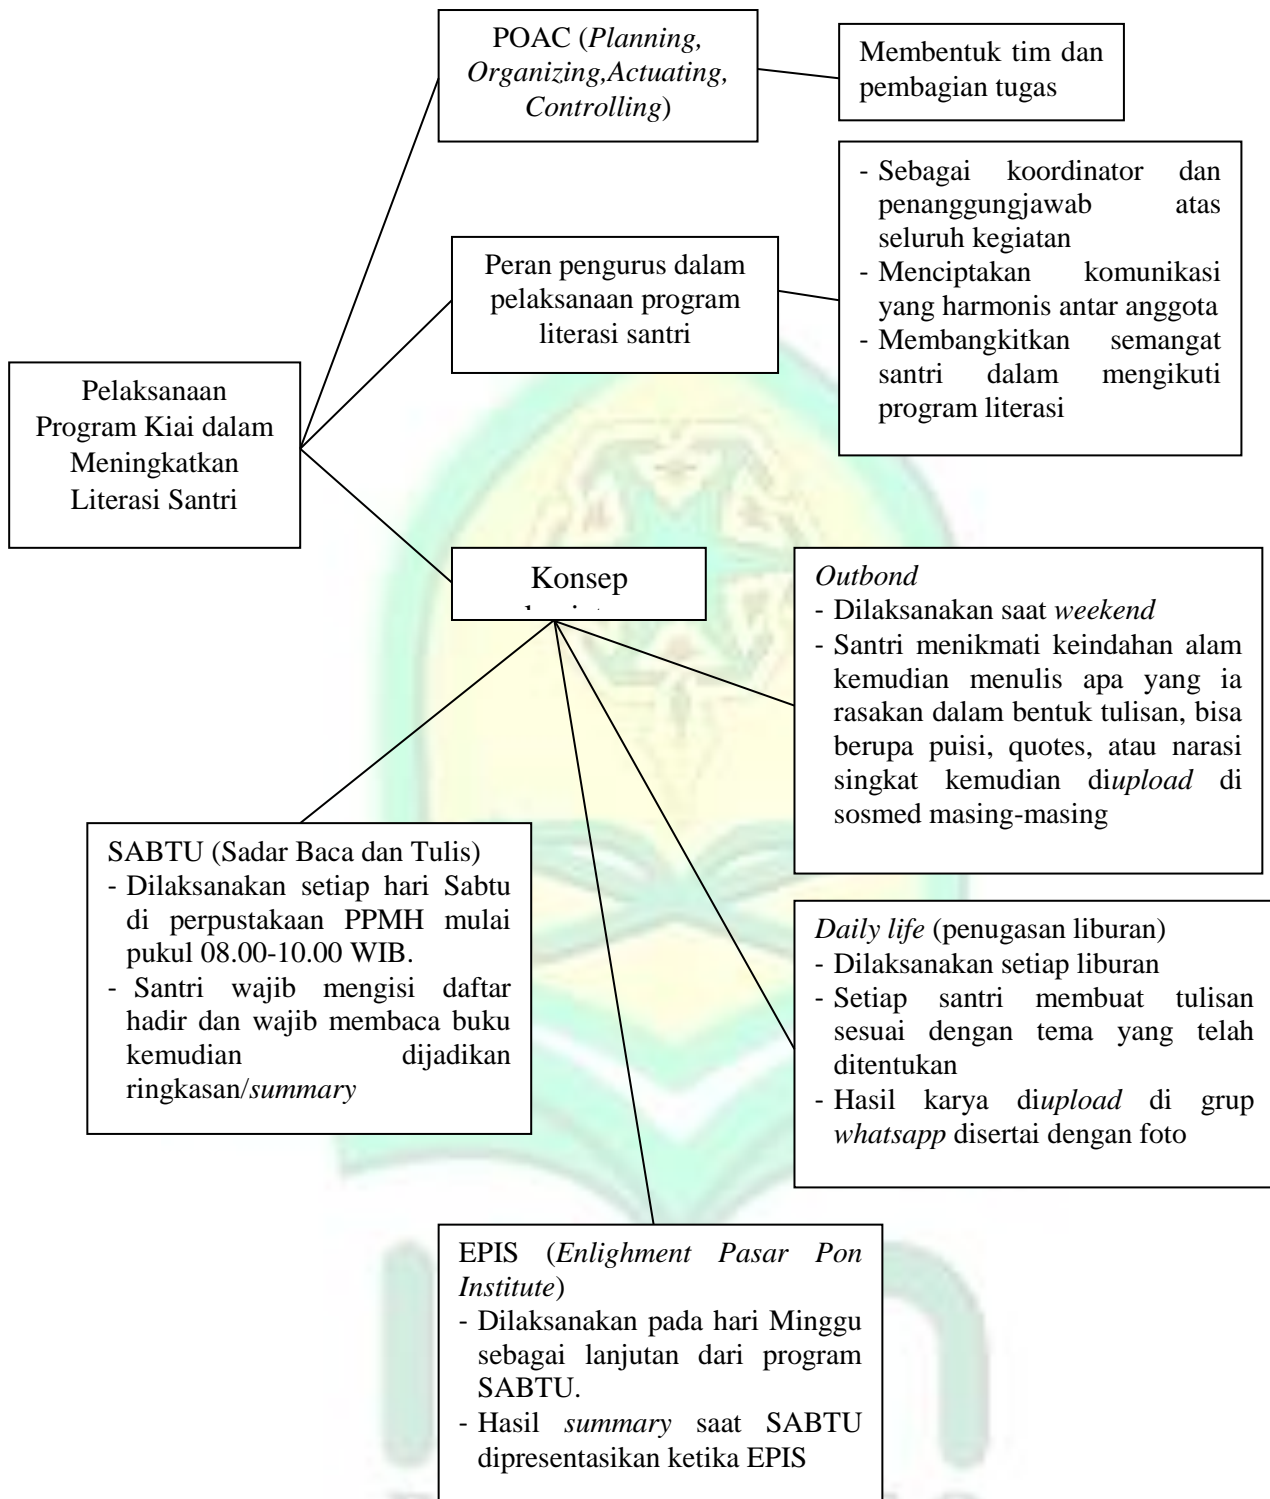 POAC (Planning,
Organizing,Actuating,
Controlling)
Membentuk tim dan
pembagian tugas
Peran pengurus dalam
pelaksanaan program
literasi santri
- Sebagai koordinator dan
penanggungjawab atas
seluruh kegiatan
- Menciptakan komunikasi
yang harmonis antar anggota
- Membangkitkan semangat
santri dalam mengikuti
program literasi
Pelaksanaan
Program Kiai dalam
Meningkatkan
Literasi Santri
Konsep
Outbond
- Dilaksanakan saat weekend
- Santri menikmati keindahan alam
kemudian menulis apa yang ia
rasakan dalam bentuk tulisan, bisa
berupa puisi, quotes, atau narasi
singkat kemudian diupload di
sosmed masing-masing
SABTU (Sadar Baca dan Tulis)
- Dilaksanakan setiap hari Sabtu
di perpustakaan PPMH mulai
pukul 08.00-10.00 WIB.
- Santri wajib mengisi daftar
hadir dan wajib membaca buku
kemudian dijadikan
ringkasan/summary
Daily life (penugasan liburan)
- Dilaksanakan setiap liburan
- Setiap santri membuat tulisan
sesuai dengan tema yang telah
ditentukan
- Hasil karya diupload di grup
whatsapp disertai dengan foto
EPIS (Enlighment Pasar Pon
Institute)
- Dilaksanakan pada hari Minggu
sebagai lanjutan dari program
SABTU.
- Hasil summary saat SABTU
dipresentasikan ketika EPIS